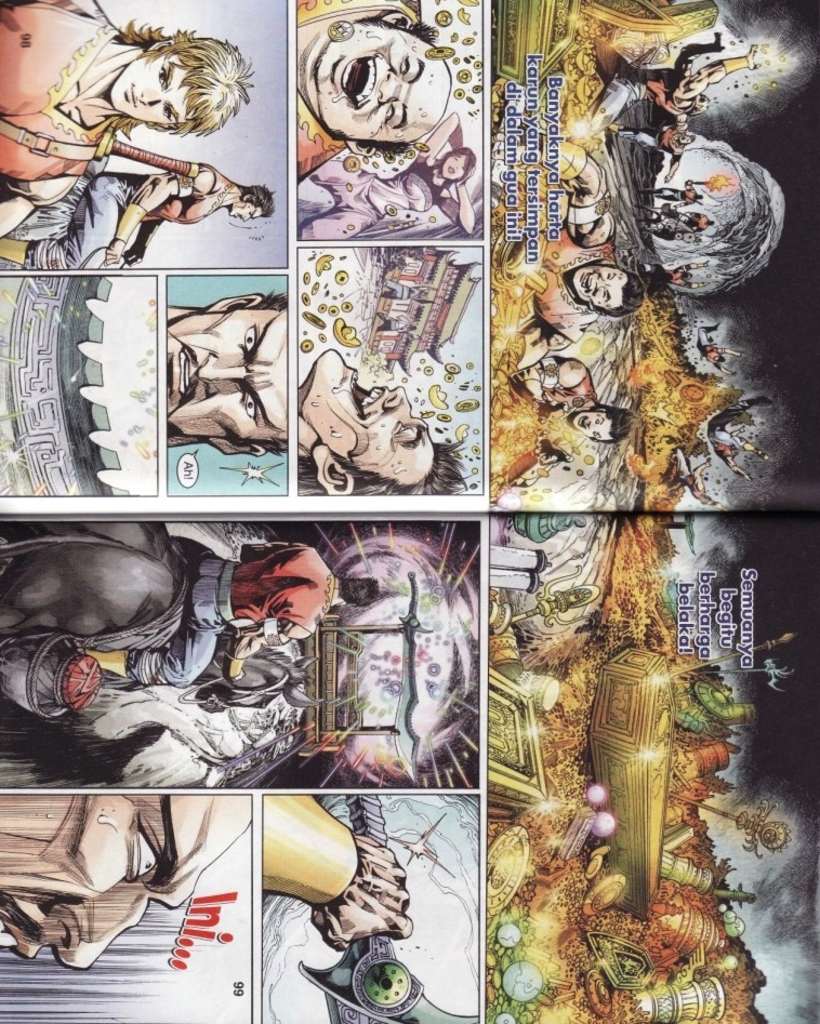 Banyaknya harta
karun yang tersimpan
di dalam gua ini!
Semuanya
begitu
berharga
belaka!
Ah!
98
Ini...
99